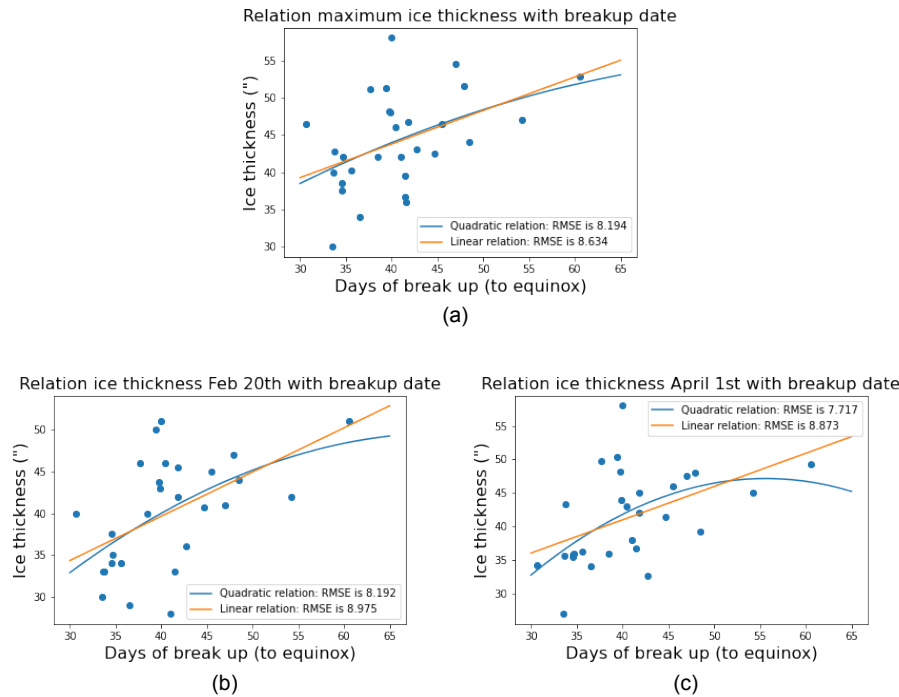 Relation maximum ice thickness with breakup date
Ice thickness (")
55
50
45
40
35
30
Quadratic relation: RMSE is 8.194
Linear relation: RMSE is 8.634
30 35 40 45 50 55 60 65
Days of break up (to equinox)
(a)
Relation ice thickness Feb 20th with breakup date
Ice thickness (")
50
45
40
35
30
Quadratic relation: RMSE is 8.192
Linear relation: RMSE is 8.975
30 35 40 45 50 55 60 65
Days of break up (to equinox)
(b)
Relation ice thickness April 1st with breakup date
Ice thickness (")
Quadratic relation: RMSE is 7.717
Linear relation: RMSE is 8.873
55
50
45
40
35
30
30 35 40 45 50 55 60 65
Days of break up (to equinox)
(c)